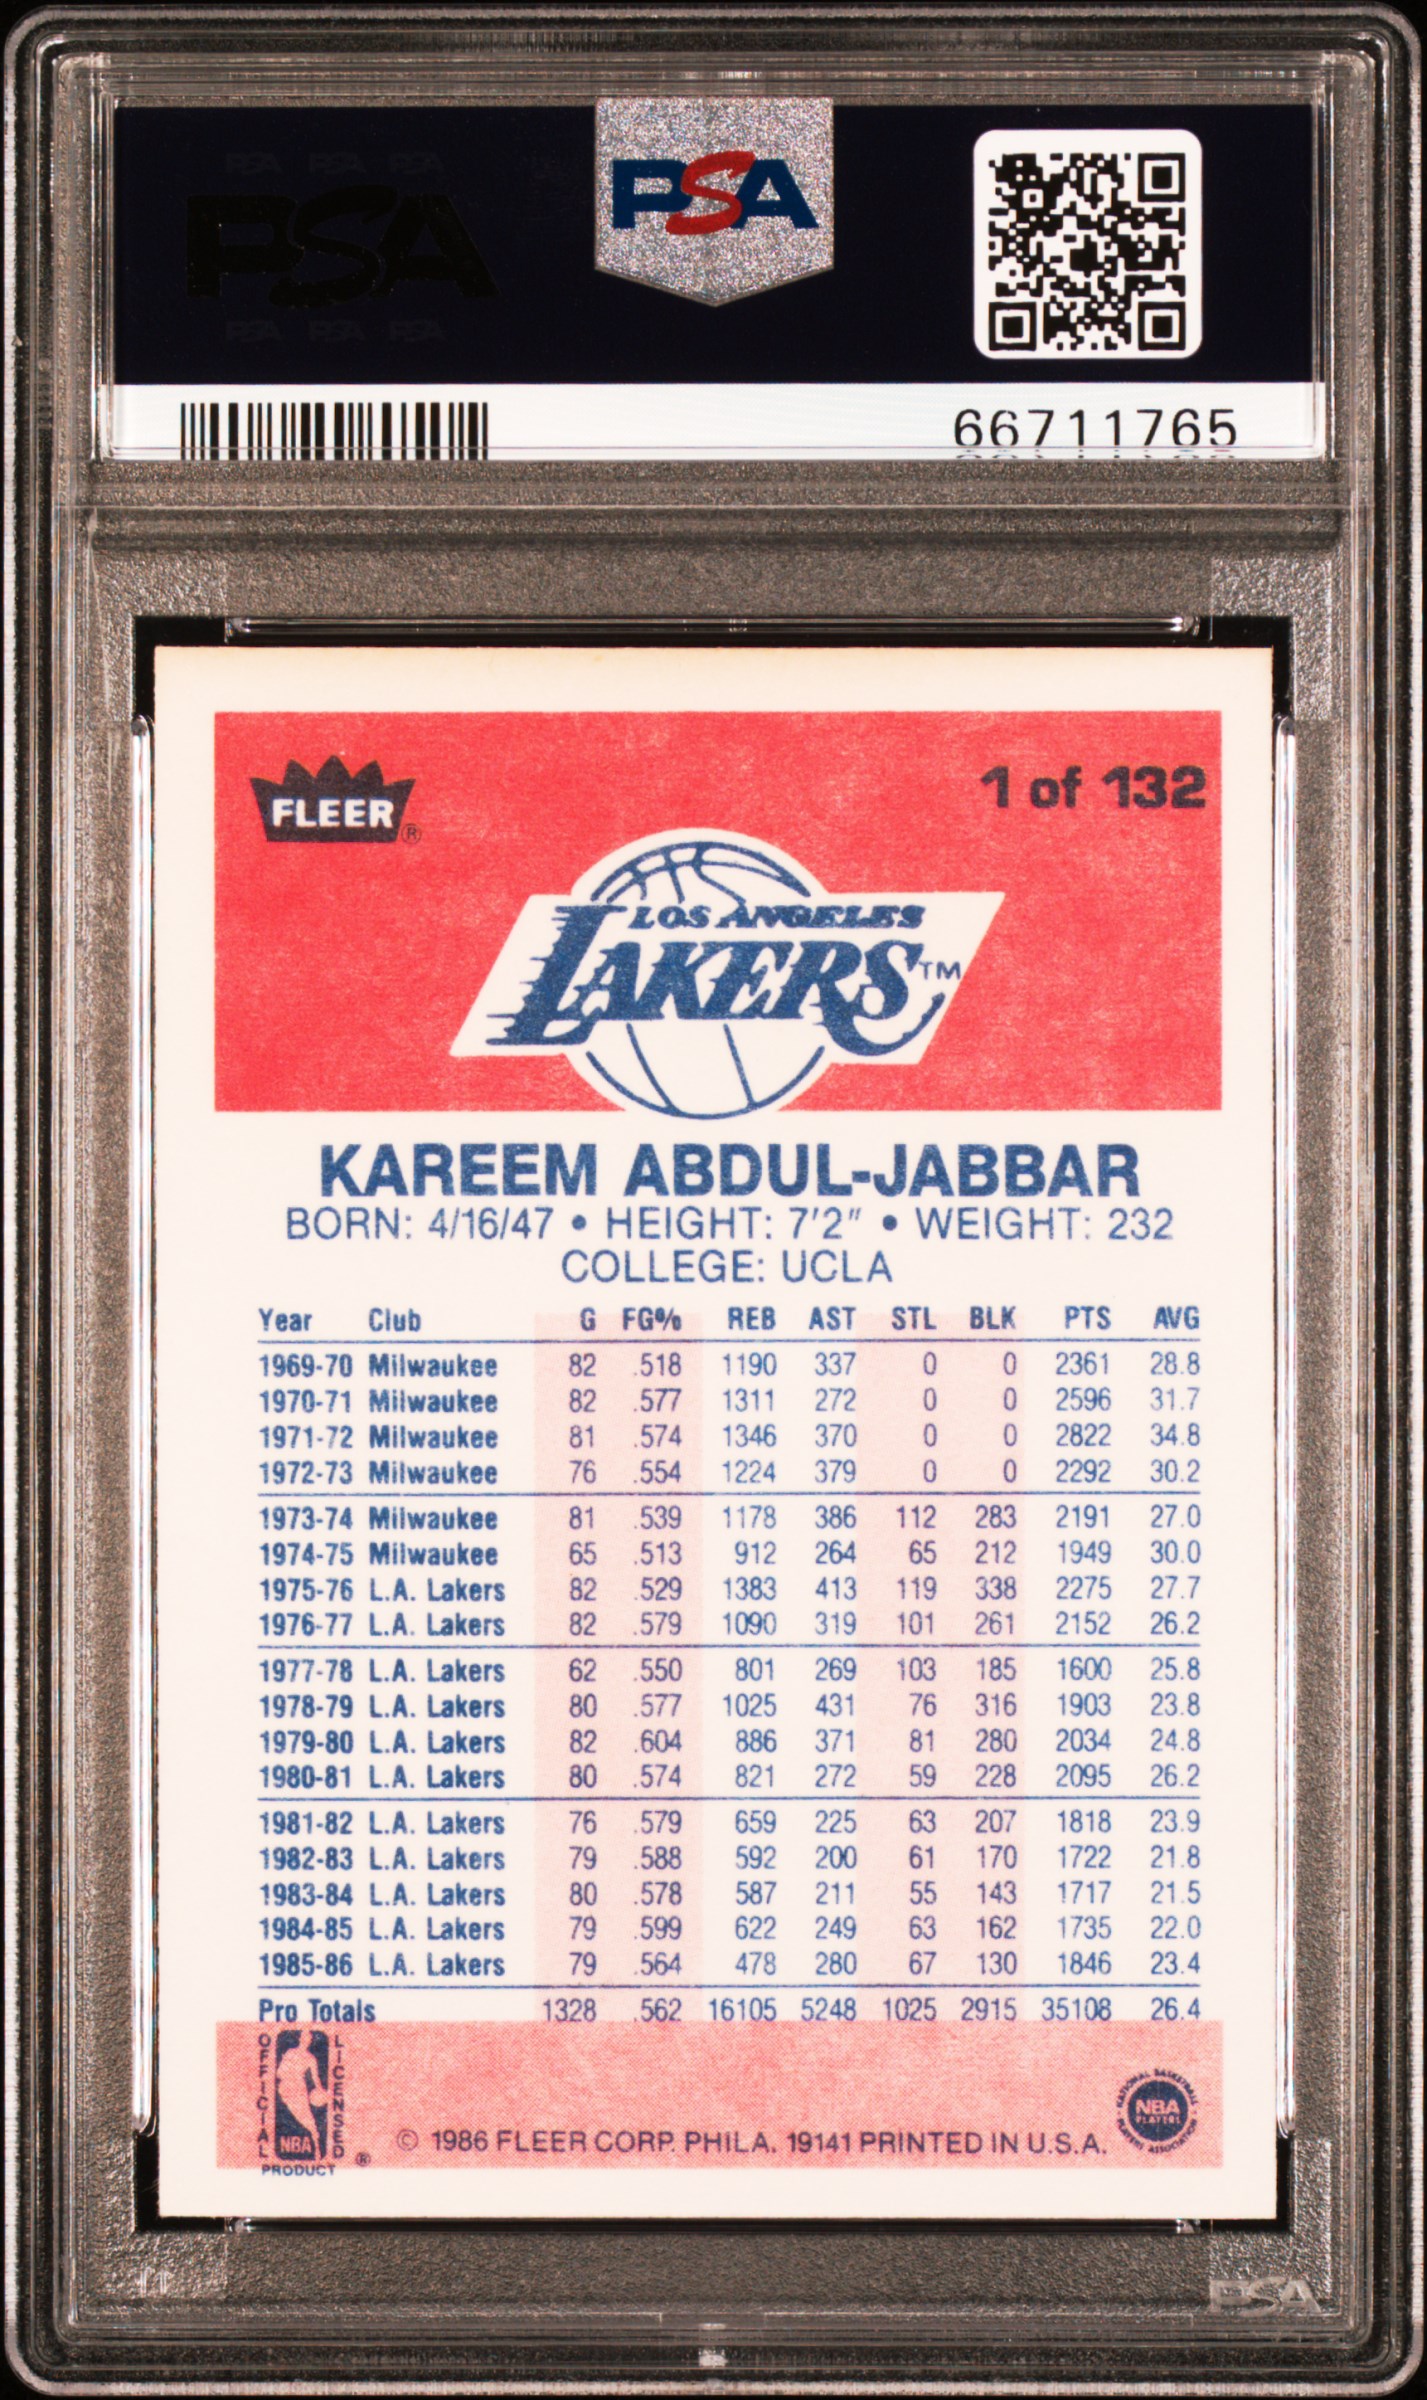 PSA PSA PSA
PSA
PSA PSA PSA
PSA
66711765
FLEER®
1 of 132
LOS ANGELES
LAKERS™
KAREEM ABDUL-JABBAR
BORN: 4/16/47 • HEIGHT: 7'2" • WEIGHT: 232
COLLEGE: UCLA
Year Club G FG% REB AST STL BLK PTS AVG
1969-70 Milwaukee 82 .518 1190 337 0 0 2361 28.8
1970-71 Milwaukee 82 .577 1311 272 0 0 2596 31.7
1971-72 Milwaukee 81 .574 1346 370 0 0 2822 34.8
1972-73 Milwaukee 76 .554 1224 379 0 0 2292 30.2
1973-74 Milwaukee 81 .539 1178 386 112 283 2191 27.0
1974-75 Milwaukee 65 .513 912 264 65 212 1949 30.0
1975-76 L.A. Lakers 82 .529 1383 413 119 338 2275 27.7
1976-77 L.A. Lakers 82 .579 1090 319 101 261 2152 26.2
1977-78 L.A. Lakers 62 .550 801 269 103 185 1600 25.8
1978-79 L.A. Lakers 80 .577 1025 431 76 316 1903 23.8
1979-80 L.A. Lakers 82 .604 886 371 81 280 2034 24.8
1980-81 L.A. Lakers 80 .574 821 272 59 228 2095 26.2
1981-82 L.A. Lakers 76 .579 659 225 63 207 1818 23.9
1982-83 L.A. Lakers 79 .588 592 200 61 170 1722 21.8
1983-84 L.A. Lakers 80 .578 587 211 55 143 1717 21.5
1984-85 L.A. Lakers 79 .599 622 249 63 162 1735 22.0
1985-86 L.A. Lakers 79 .564 478 280 67 130 1846 23.4
Pro Totals 1328 .562 16105 5248 1025 2915 35108 26.4
OFFICIAL
NBA
LICENSED
®
PRODUCT
© 1986 FLEER CORP. PHILA. 19141 PRINTED IN U.S.A.
NATIONAL BASKETBALL
NBA
PLAYERS
PLAYERS ASSOCIATION
PSA